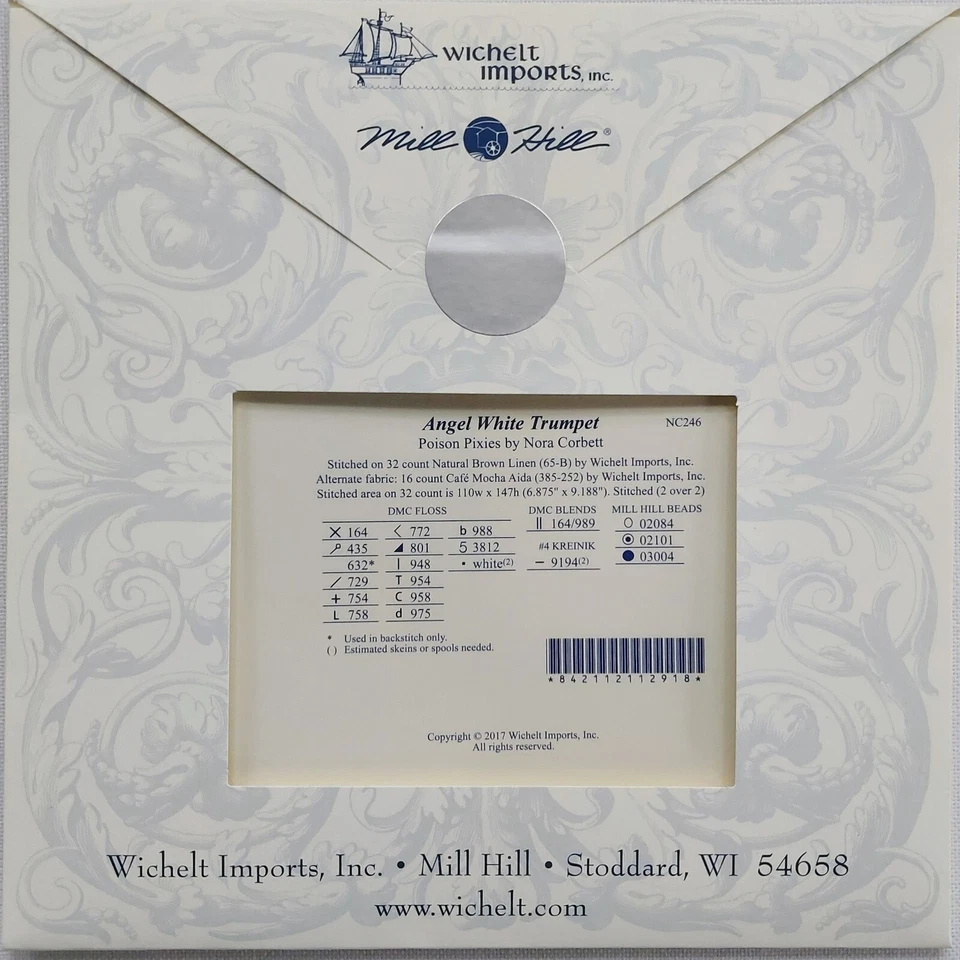 wichelt
imports, inc.
Mill Hill®
Angel White Trumpet NC246
Poison Pixies by Nora Corbett
Stitched on 32 count Natural Brown Linen (65-B) by Wichelt Imports, Inc.
Alternate fabric: 16 count Café Mocha Aida (385-252) by Wichelt Imports, Inc.
Stitched area on 32 count is 110w x 147h (6.875" x 9.188"). Stitched (2 over 2)
DMC FLOSS DMC BLENDS MILL HILL BEADS
X 164 < 772 b 988 || 164/989 02084
435 801 5 3812 #4 KREINIK 02101
632* | 948 • white(2) — 9194(2) 03004
/ 729 T 954
+ 754 C 958
L 758 d 975
* Used in backstitch only.
( ) Estimated skeins or spools needed.
*842112112918*
Copyright © 2017 Wichelt Imports, Inc.
All rights reserved.
Wichelt Imports, Inc. • Mill Hill • Stoddard, WI 54658
www.wichelt.com